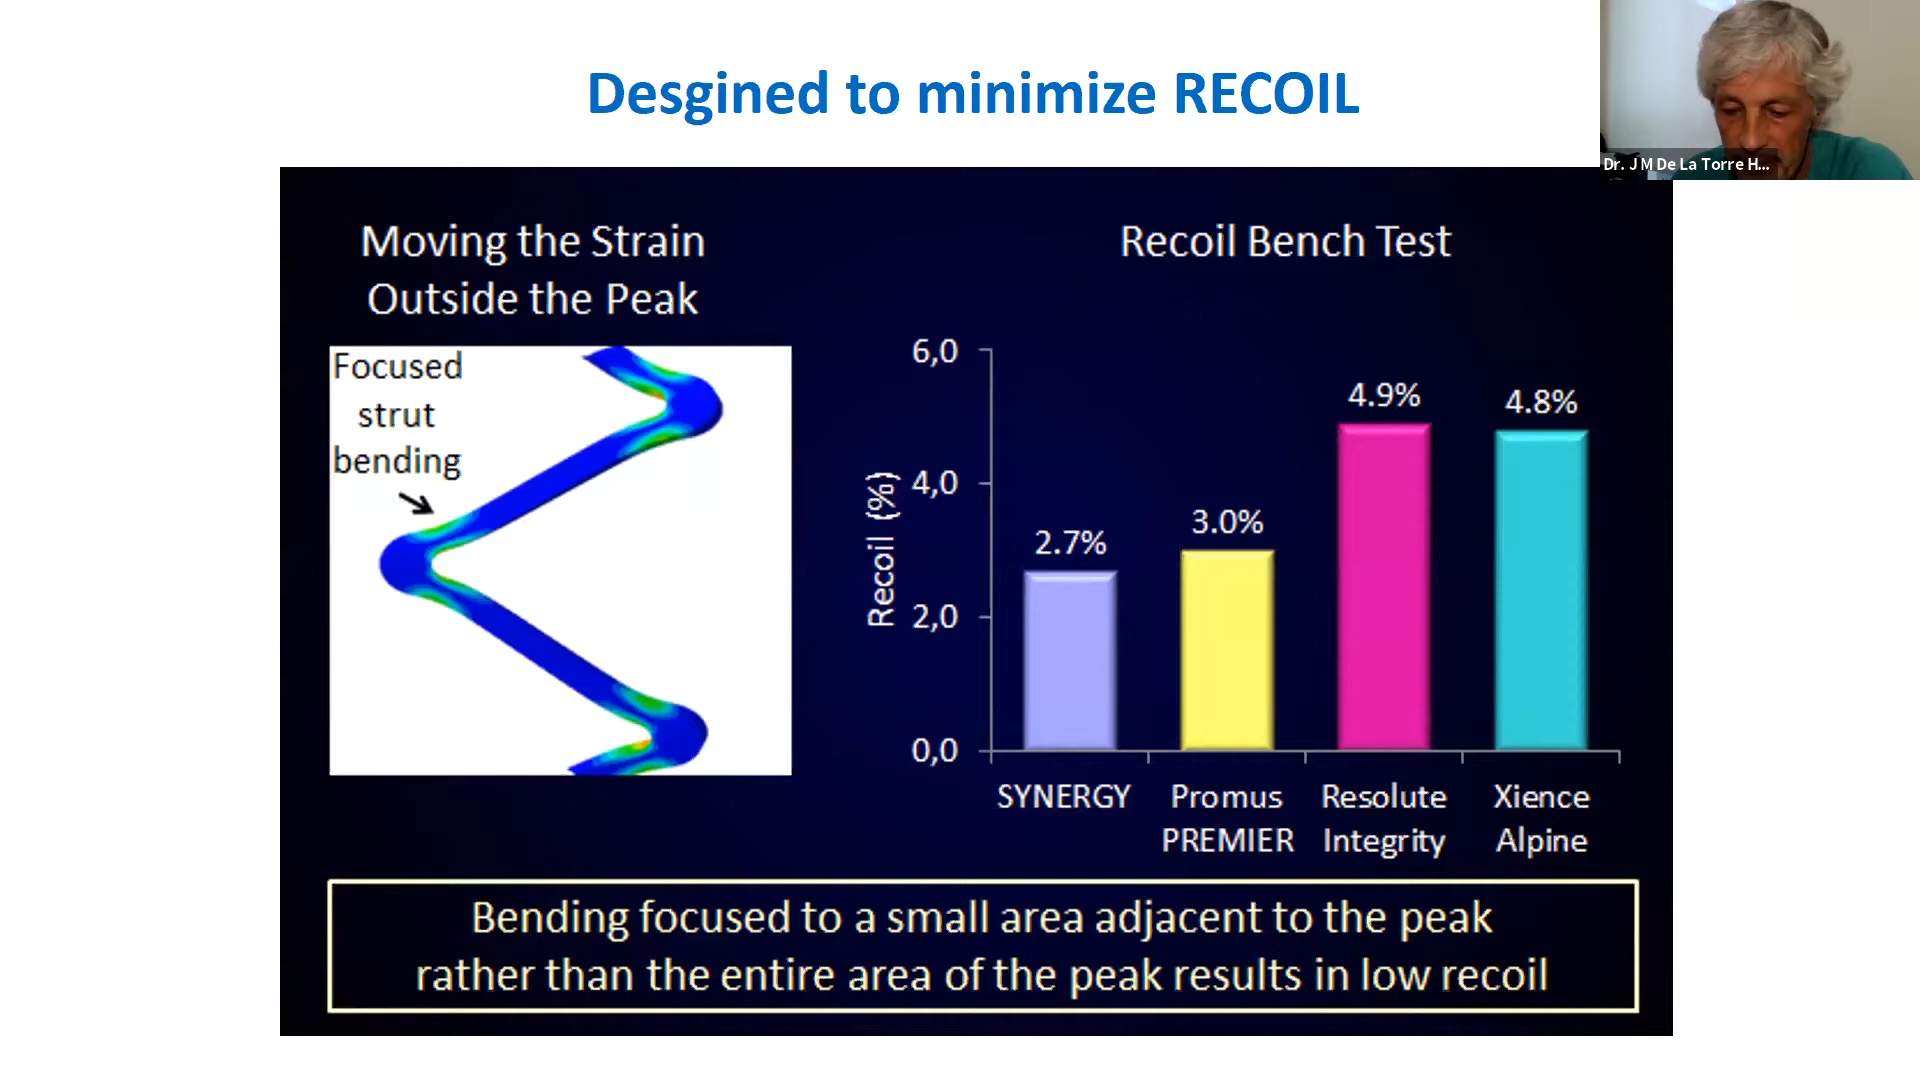 Desgined to minimize RECOIL
Dr. J M De La Torre H...
Moving the Strain
Outside the Peak
Focused
strut
bending
Recoil Bench Test
Recoil (%)
6,0
4,0
2,0
0,0
2.7%
3.0%
4.9%
4.8%
SYNERGY
Promus
PREMIER
Resolute
Integrity
Xience
Alpine
Bending focused to a small area adjacent to the peak
rather than the entire area of the peak results in low recoil